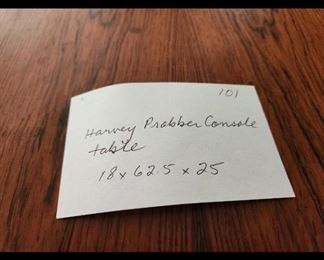 101
Harvey Probber Console
table
18 x 62.5 x 25